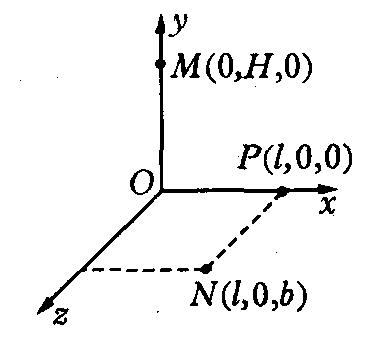 y
M(0,H,0)
P(l,0,0)
O
x
N(l,0,b)
z